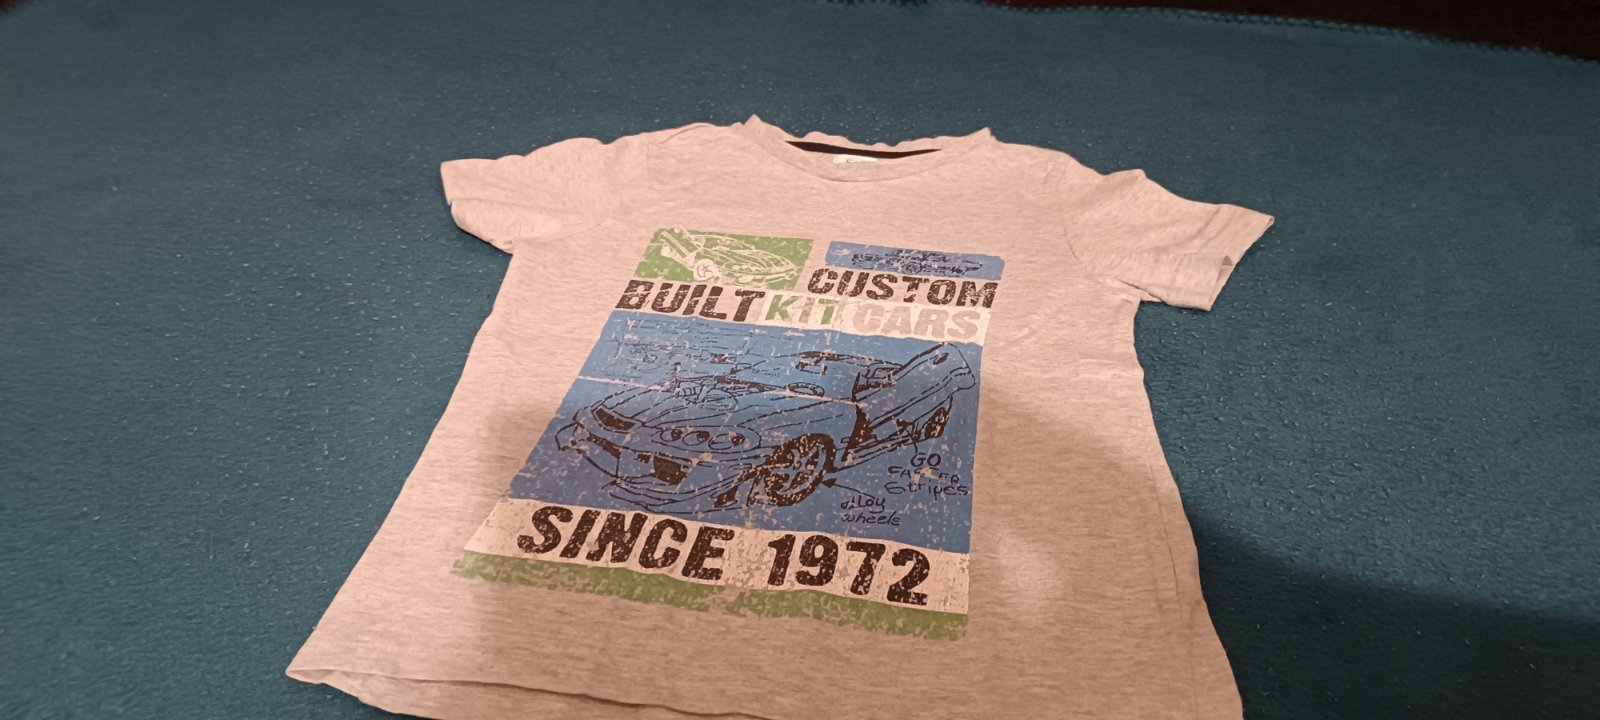 CUSTOM
BUILT KIT CARS
GO
FASTER
Stripes
alloy
wheels
SINCE 1972